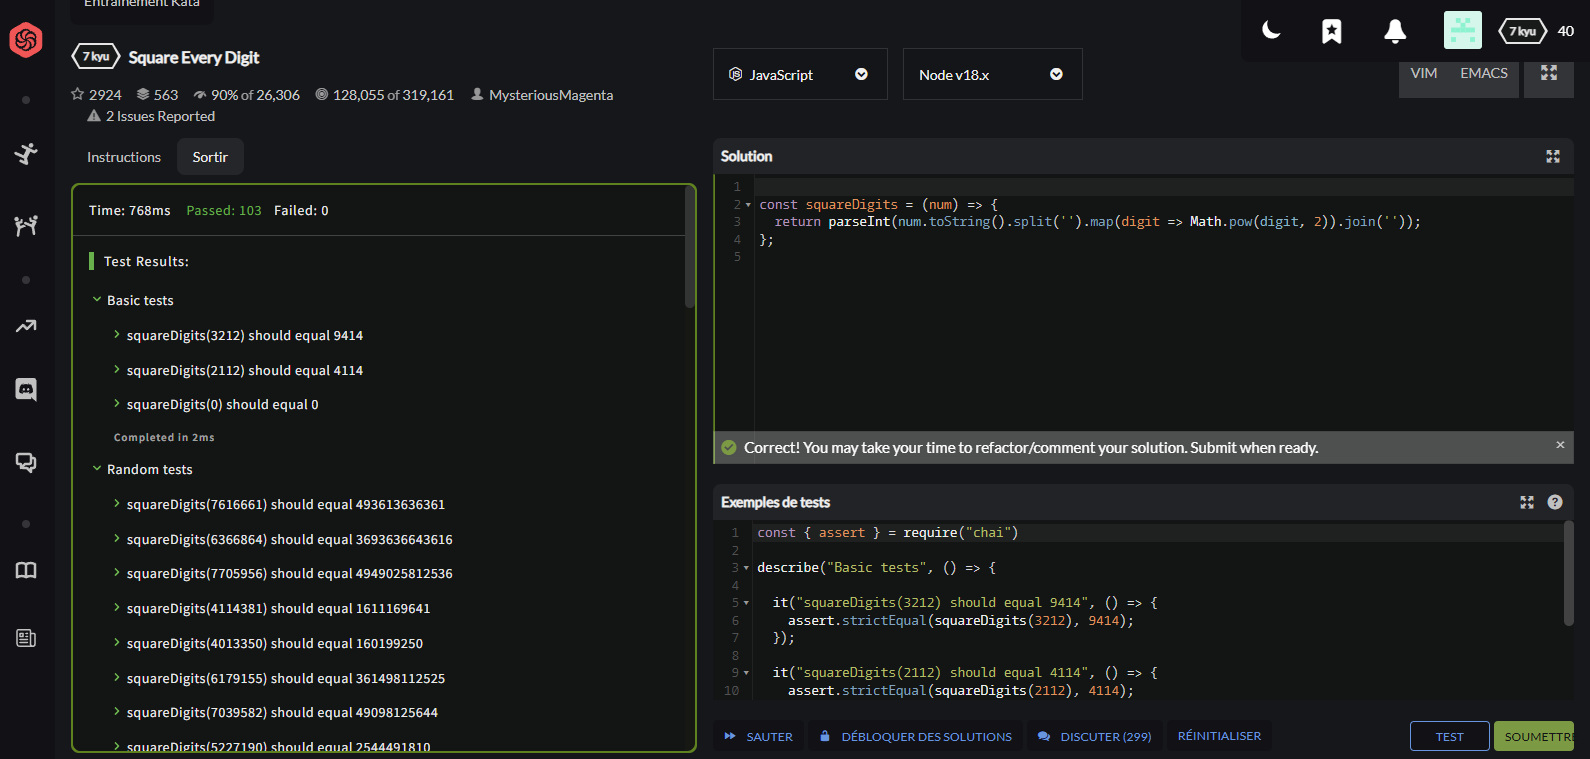 Entraînement Kata
7 kyu Square Every Digit
2924 563 90% of 26,306 128,055 of 319,161 MysteriousMagenta
2 Issues Reported
Instructions Sortir
Time: 768ms Passed: 103 Failed: 0
Test Results:
Basic tests
squareDigits(3212) should equal 9414
squareDigits(2112) should equal 4114
squareDigits(0) should equal 0
Completed in 2ms
Random tests
squareDigits(7616661) should equal 493613636361
squareDigits(6366864) should equal 3693636643616
squareDigits(7705956) should equal 4949025812536
squareDigits(4114381) should equal 1611169641
squareDigits(4013350) should equal 160199250
squareDigits(6179155) should equal 361498112525
squareDigits(7039582) should equal 49098125644
squareDigits(5227190) should equal 2544491810
7 kyu 40
JS JavaScript Node v18.x
VIM EMACS
Solution
1
2 const squareDigits = (num) => {
3 return parseInt(num.toString().split('').map(digit => Math.pow(digit, 2)).join(''));
4 };
5
Correct! You may take your time to refactor/comment your solution. Submit when ready. ×
Exemples de tests ?
1 const { assert } = require("chai")
2
3 describe("Basic tests", () => {
4
5 it("squareDigits(3212) should equal 9414", () => {
6 assert.strictEqual(squareDigits(3212), 9414);
7 });
8
9 it("squareDigits(2112) should equal 4114", () => {
10 assert.strictEqual(squareDigits(2112), 4114);
SAUTER DÉBLOQUER DES SOLUTIONS DISCUTER (299) RÉINITIALISER TEST SOUMETTRE